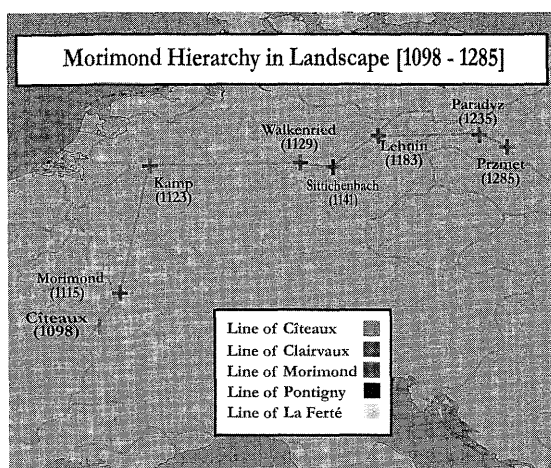 Morimond Hierarchy in Landscape [1098 - 1285]
Paradyz
(1235)
Walkenried
(1129)
Lehnin
(1183)
Przmet
(1285)
Sittichenbach
(1141)
Kamp
(1123)
Morimond
(1115)
Cîteaux
(1098)
Line of Cîteaux
Line of Clairvaux
Line of Morimond
Line of Pontigny
Line of La Ferté